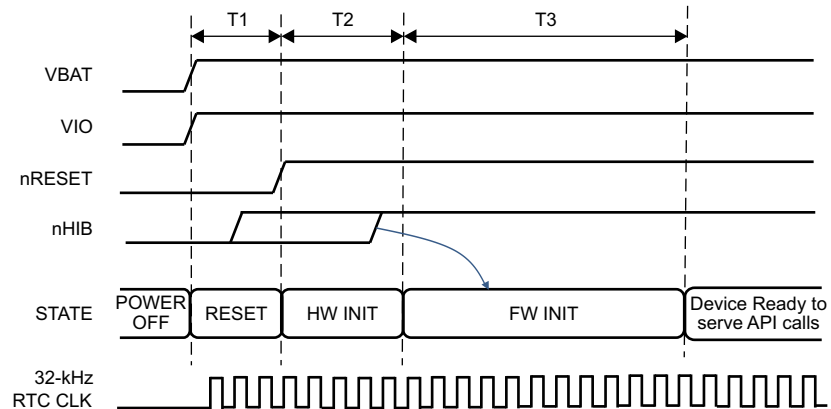 T1 T2 T3
VBAT
VIO
nRESET
nHIB
STATE
POWER
OFF
RESET
HW INIT
FW INIT
Device Ready to
serve API calls
32-kHz
RTC CLK